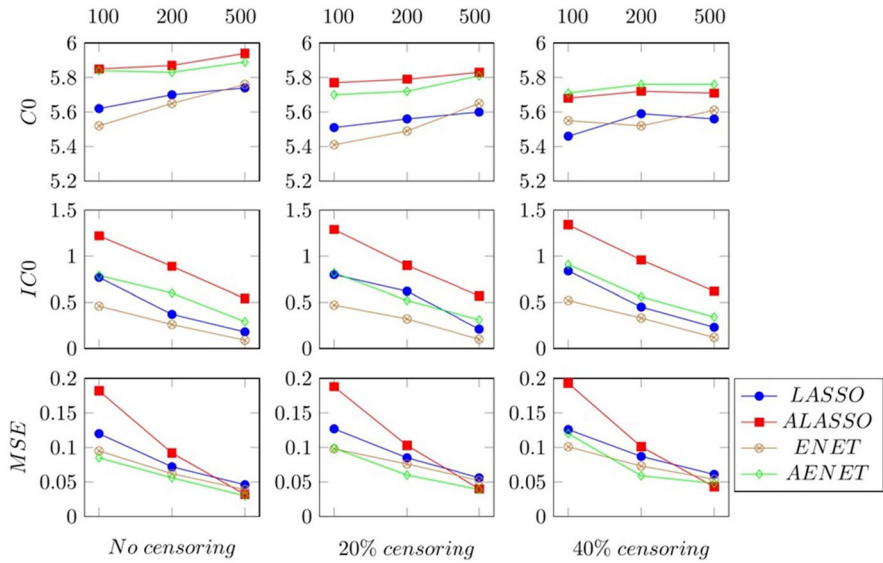 100 200 500 100 200 500 100 200 500
6 6 6
5.8 5.8 5.8
C0 5.6 5.6 5.6
5.4 5.4 5.4
5.2 5.2 5.2
1.5 1.5 1.5
1 1 1
IC0
0.5 0.5 0.5
0 0 0
0.2 0.2 0.2
0.15 0.15 0.15
MSE 0.1 0.1 0.1
0.05 0.05 0.05
0 0 0
LASSO
ALASSO
ENET
AENET
No censoring 20% censoring 40% censoring